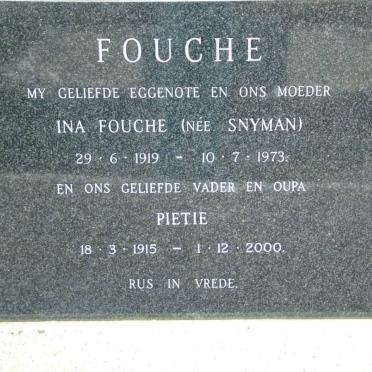 FOUCHE
MY GELIEFDE EGGENOTE EN ONS MOEDER
INA FOUCHE (NÉE SNYMAN)
29 · 6 · 1919 – 10 · 7 · 1973.
EN ONS GELIEFDE VADER EN OUPA
PIETIE
18 · 3 · 1915 – 1 · 12 · 2000.
RUS IN VREDE.